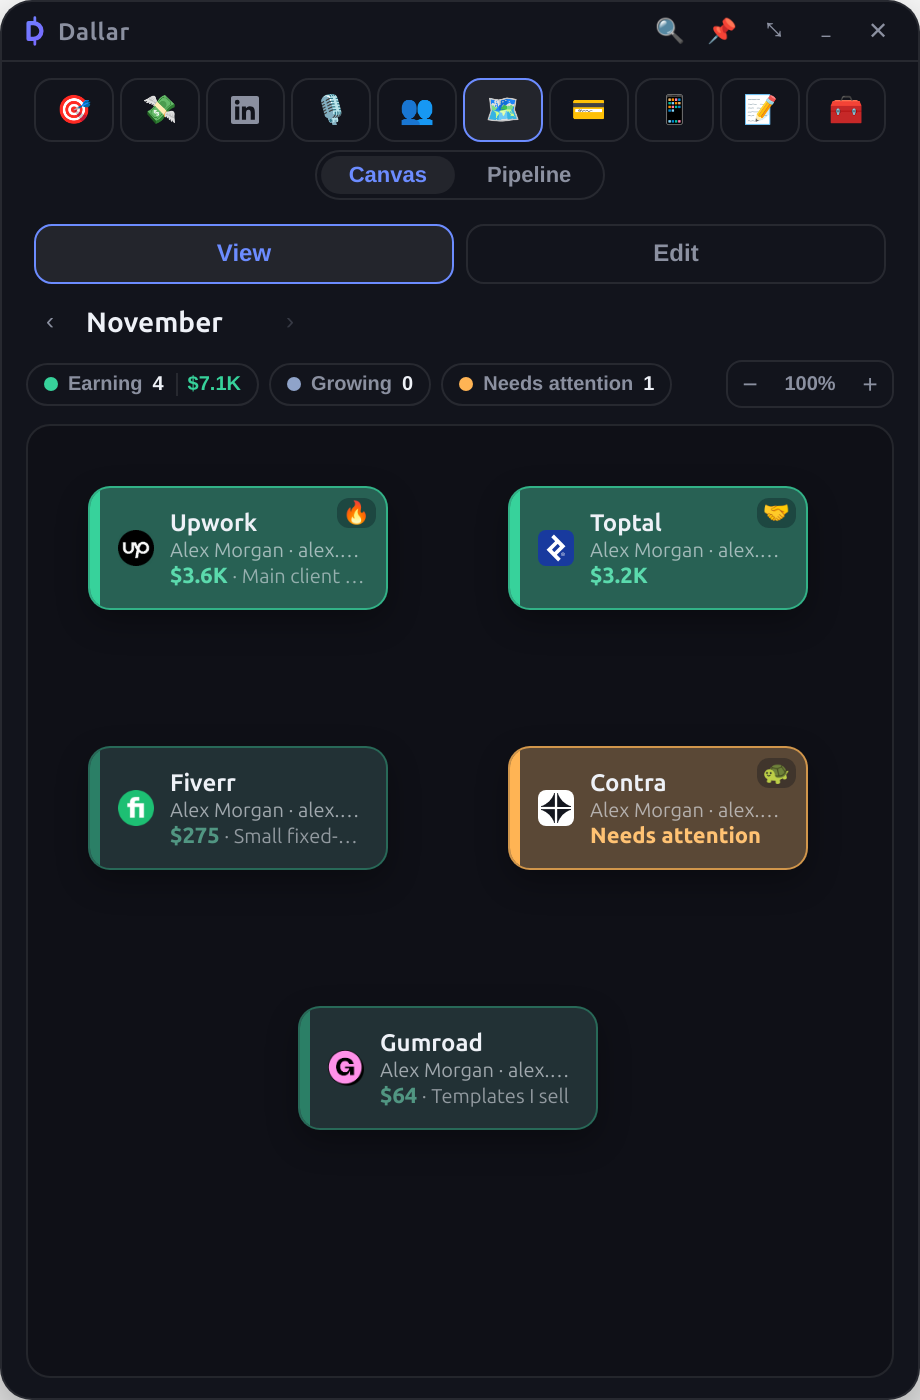 Dallar
Canvas Pipeline
View Edit
‹ November ›
Earning 4 $7.1K Growing 0 Needs attention 1 − 100% +
Upwork
Alex Morgan · alex.…
$3.6K · Main client …
Toptal
Alex Morgan · alex.…
$3.2K
Fiverr
Alex Morgan · alex.…
$275 · Small fixed-…
Contra
Alex Morgan · alex.…
Needs attention
Gumroad
Alex Morgan · alex.…
$64 · Templates I sell